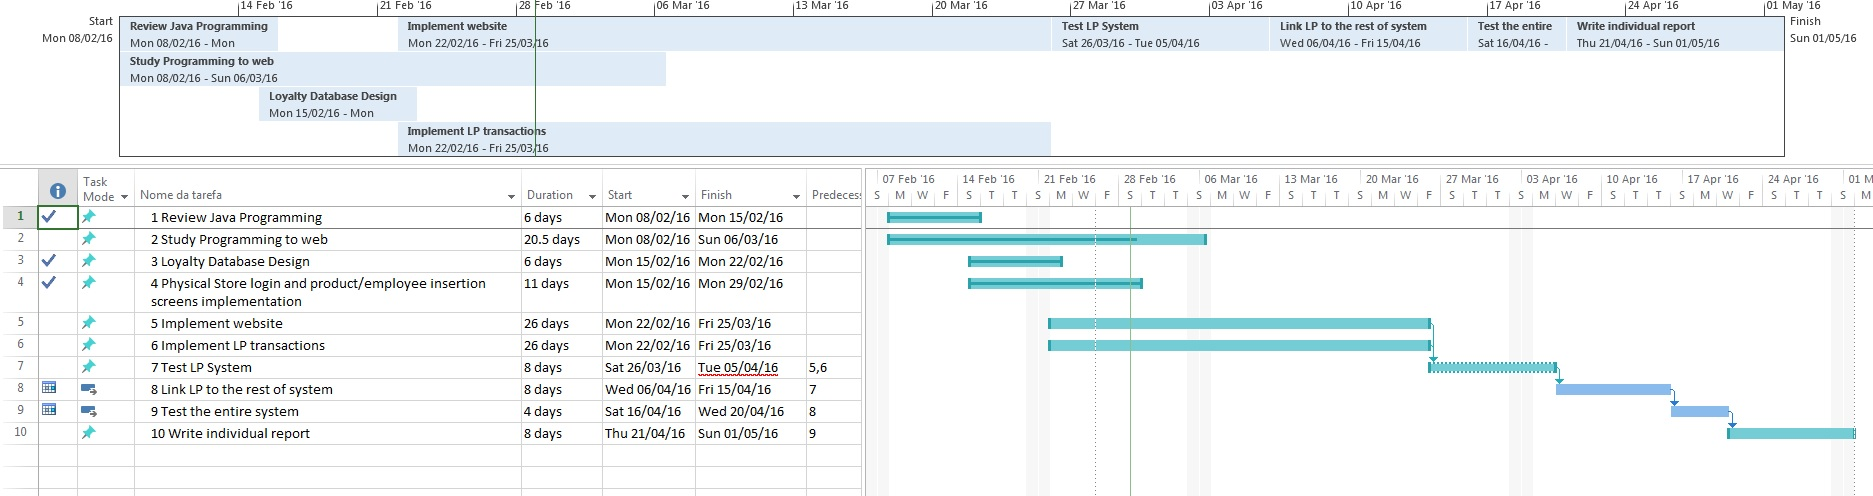 14 Feb '16 21 Feb '16 28 Feb '16 06 Mar '16 13 Mar '16 20 Mar '16 27 Mar '16 03 Apr '16 10 Apr '16 17 Apr '16 24 Apr '16 01 May '16
Start
Mon 08/02/16
Review Java Programming
Mon 08/02/16 - Mon
Implement website
Mon 22/02/16 - Fri 25/03/16
Test LP System
Sat 26/03/16 - Tue 05/04/16
Link LP to the rest of system
Wed 06/04/16 - Fri 15/04/16
Test the entire
Sat 16/04/16 -
Write individual report
Thu 21/04/16 - Sun 01/05/16
Finish
Sun 01/05/16
Study Programming to web
Mon 08/02/16 - Sun 06/03/16
Loyalty Database Design
Mon 15/02/16 - Mon
Implement LP transactions
Mon 22/02/16 - Fri 25/03/16
Task Mode Nome da tarefa Duration Start Finish Predecess
07 Feb '16 14 Feb '16 21 Feb '16 28 Feb '16 06 Mar '16 13 Mar '16 20 Mar '16 27 Mar '16 03 Apr '16 10 Apr '16 17 Apr '16 24 Apr '16 01 M
S M W F S T T S M W F S T T S M W F S T T S M W F S T T S M W F S T T S M W F S T T S M
1 1 Review Java Programming 6 days Mon 08/02/16 Mon 15/02/16
2 2 Study Programming to web 20.5 days Mon 08/02/16 Sun 06/03/16
3 3 Loyalty Database Design 6 days Mon 15/02/16 Mon 22/02/16
4 4 Physical Store login and product/employee insertion 11 days Mon 15/02/16 Mon 29/02/16
screens implementation
5 5 Implement website 26 days Mon 22/02/16 Fri 25/03/16
6 6 Implement LP transactions 26 days Mon 22/02/16 Fri 25/03/16
7 7 Test LP System 8 days Sat 26/03/16 Tue 05/04/16 5,6
8 8 Link LP to the rest of system 8 days Wed 06/04/16 Fri 15/04/16 7
9 9 Test the entire system 4 days Sat 16/04/16 Wed 20/04/16 8
10 10 Write individual report 8 days Thu 21/04/16 Sun 01/05/16 9